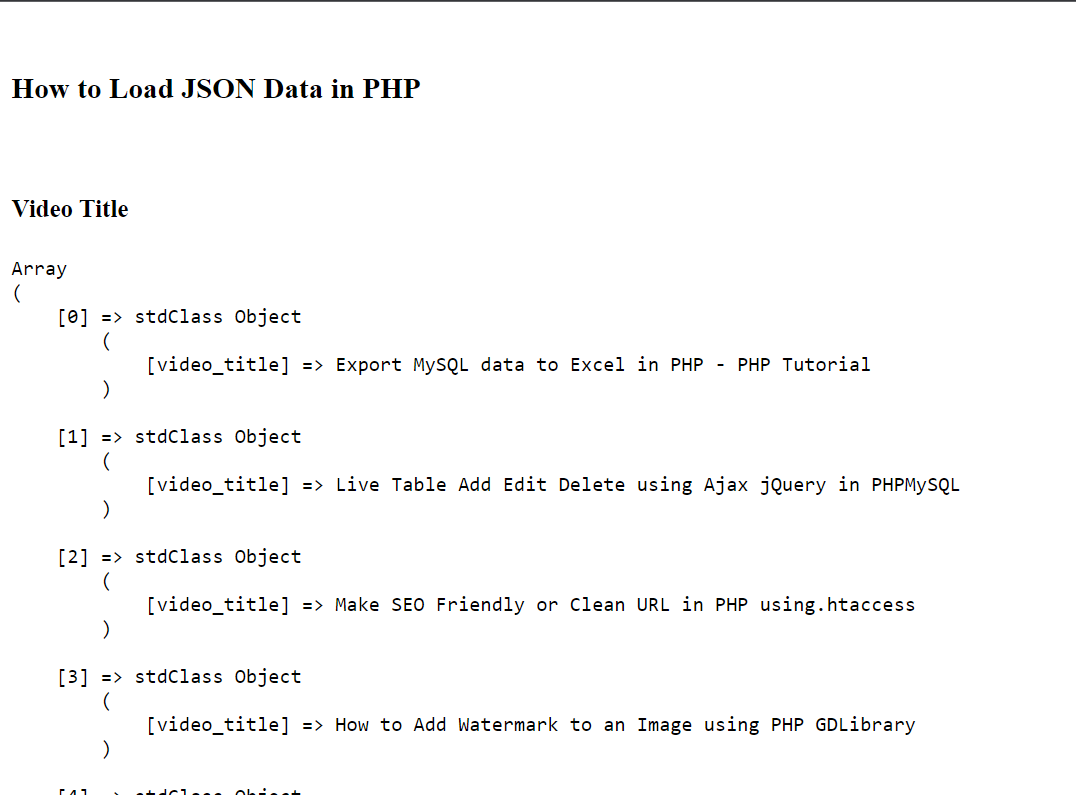 How to Load JSON Data in PHP
Video Title
Array
(
    [0] => stdClass Object
        (
            [video_title] => Export MySQL data to Excel in PHP - PHP Tutorial
        )
    [1] => stdClass Object
        (
            [video_title] => Live Table Add Edit Delete using Ajax jQuery in PHPMySQL
        )
    [2] => stdClass Object
        (
            [video_title] => Make SEO Friendly or Clean URL in PHP using.htaccess
        )
    [3] => stdClass Object
        (
            [video_title] => How to Add Watermark to an Image using PHP GDLibrary
        )
    [4] => stdClass Object